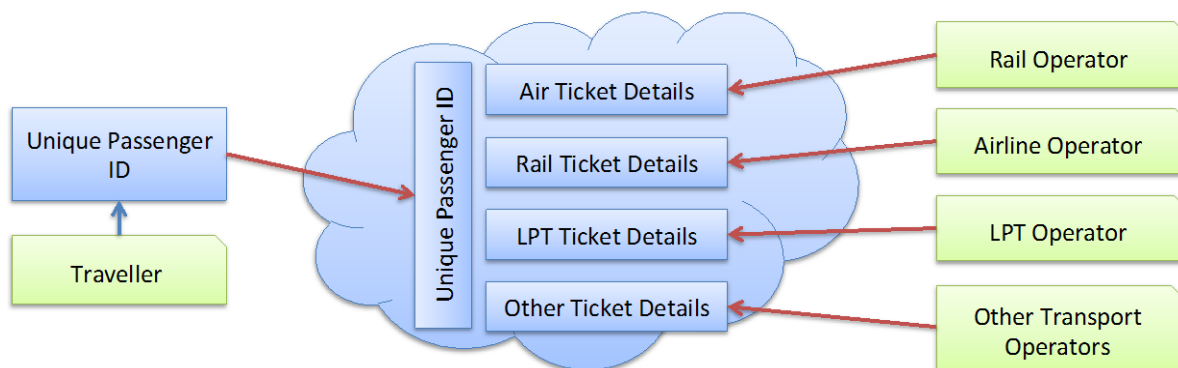 Unique Passenger
ID
Traveller
Unique Passenger ID
Air Ticket Details
Rail Ticket Details
LPT Ticket Details
Other Ticket Details
Rail Operator
Airline Operator
LPT Operator
Other Transport
Operators